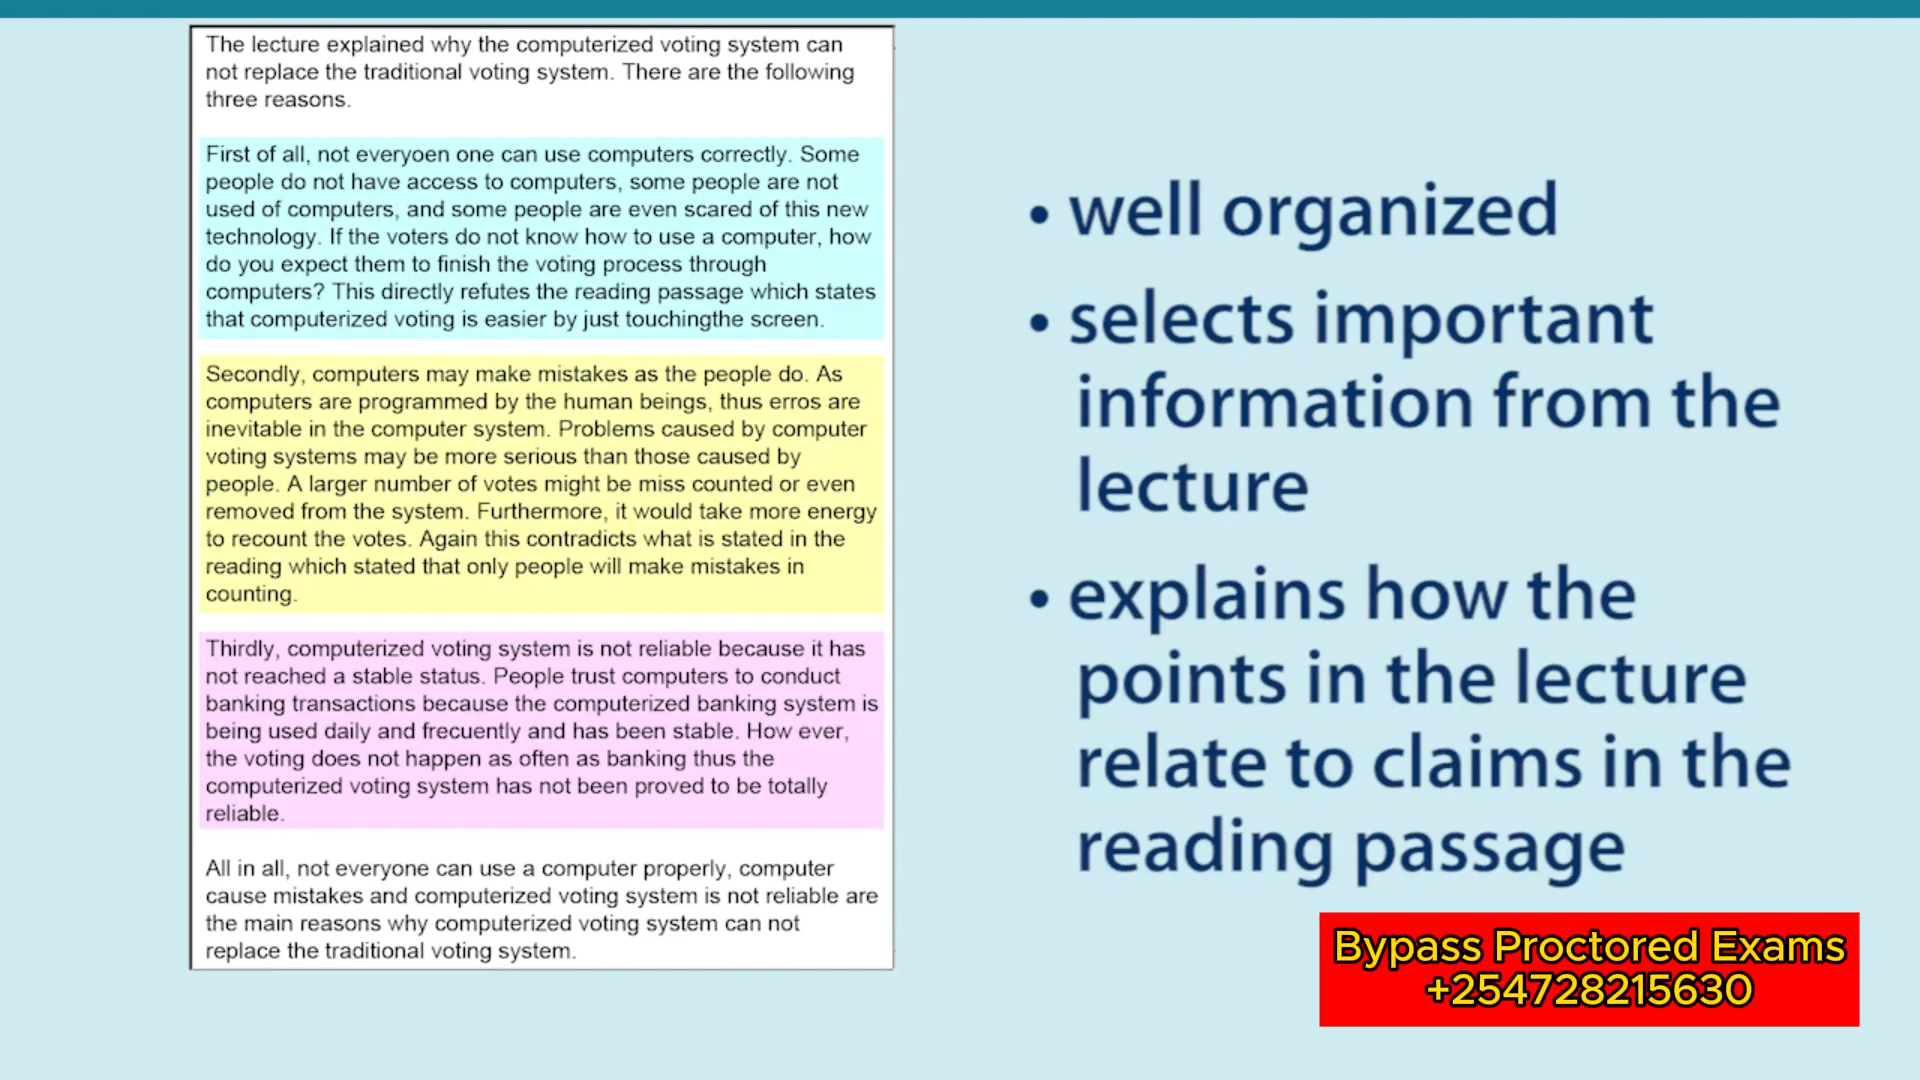 The lecture explained why the computerized voting system can
not replace the traditional voting system. There are the following
three reasons.
First of all, not everyoen one can use computers correctly. Some
people do not have access to computers, some people are not
used of computers, and some people are even scared of this new
technology. If the voters do not know how to use a computer, how
do you expect them to finish the voting process through
computers? This directly refutes the reading passage which states
that computerized voting is easier by just touchingthe screen.
Secondly, computers may make mistakes as the people do. As
computers are programmed by the human beings, thus erros are
inevitable in the computer system. Problems caused by computer
voting systems may be more serious than those caused by
people. A larger number of votes might be miss counted or even
removed from the system. Furthermore, it would take more energy
to recount the votes. Again this contradicts what is stated in the
reading which stated that only people will make mistakes in
counting.
Thirdly, computerized voting system is not reliable because it has
not reached a stable status. People trust computers to conduct
banking transactions because the computerized banking system is
being used daily and frecuently and has been stable. How ever,
the voting does not happen as often as banking thus the
computerized voting system has not been proved to be totally
reliable.
All in all, not everyone can use a computer properly, computer
cause mistakes and computerized voting system is not reliable are
the main reasons why computerized voting system can not
replace the traditional voting system.
• well organized
• selects important
information from the
lecture
• explains how the
points in the lecture
relate to claims in the
reading passage
Bypass Proctored Exams
+254728215630